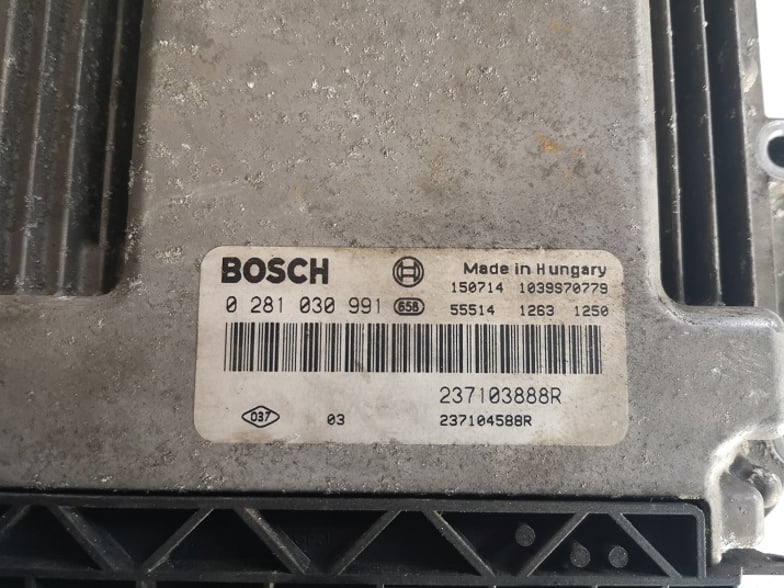 BOSCH Made in Hungary
150714 1039S70779
0 281 030 991 658 55514 1263 1250
237103888R
037 03 237104588R